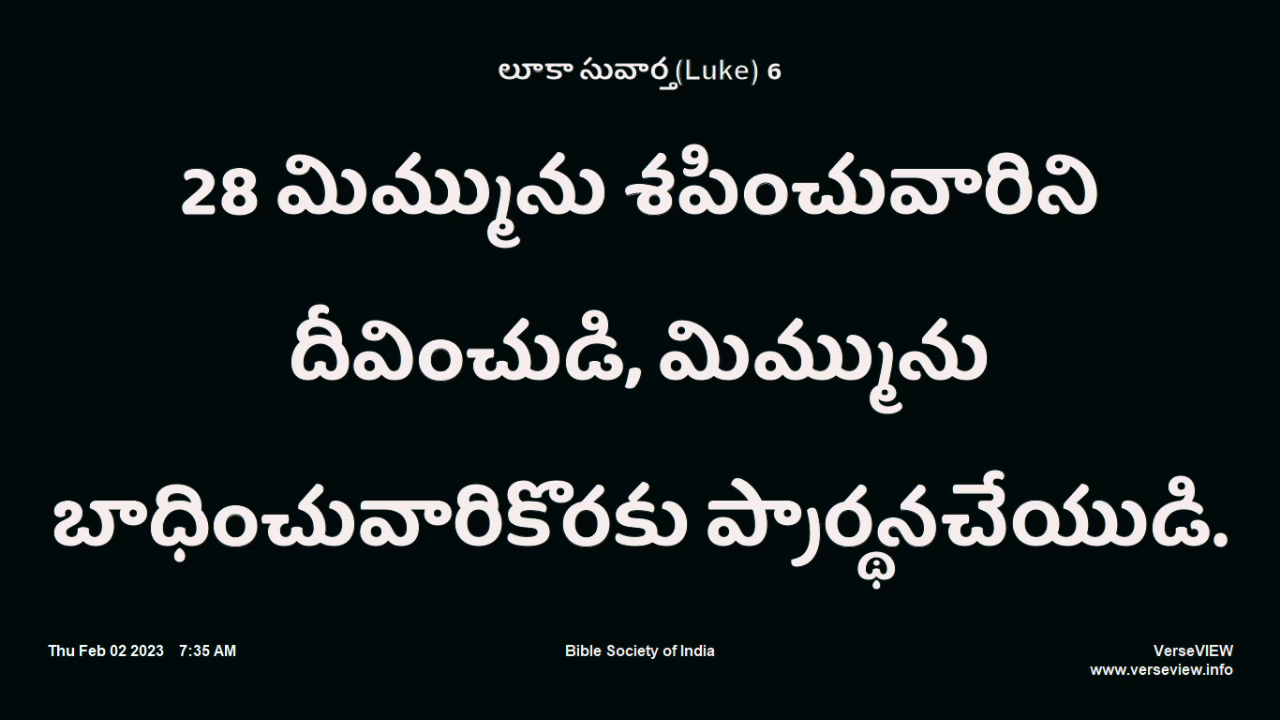 లూకా సువార్త(Luke) 6
28 మిమ్మును శపించువారిని
దీవించుడి, మిమ్మును
బాధించువారికొరకు ప్రార్థనచేయుడి.
Thu Feb 02 2023 7:35 AM
Bible Society of India
VerseVIEW
www.verseview.info